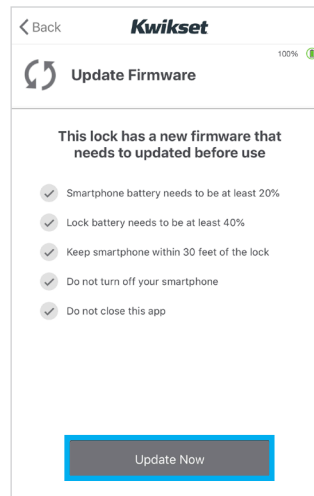 Back
Kwikset
100%
Update Firmware
This lock has a new firmware that
needs to updated before use
Smartphone battery needs to be at least 20%
Lock battery needs to be at least 40%
Keep smartphone within 30 feet of the lock
Do not turn off your smartphone
Do not close this app
Update Now